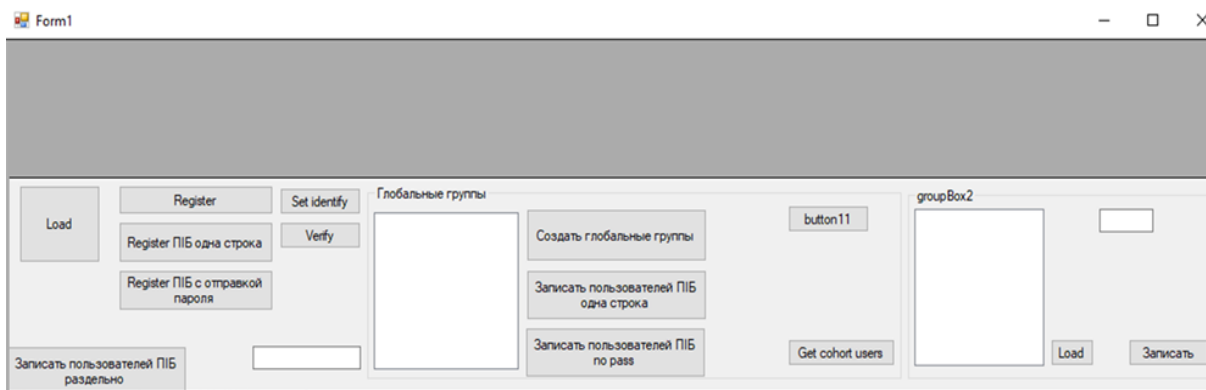 Form1
Load
Register
Register ПІБ одна строка
Register ПІБ с отправкой
пароля
Set identify
Verify
Записать пользователей ПІБ
раздельно
Глобальные группы
Создать глобальные группы
Записать пользователей ПІБ
одна строка
Записать пользователей ПІБ
no pass
button11
Get cohort users
groupBox2
Load
Записать